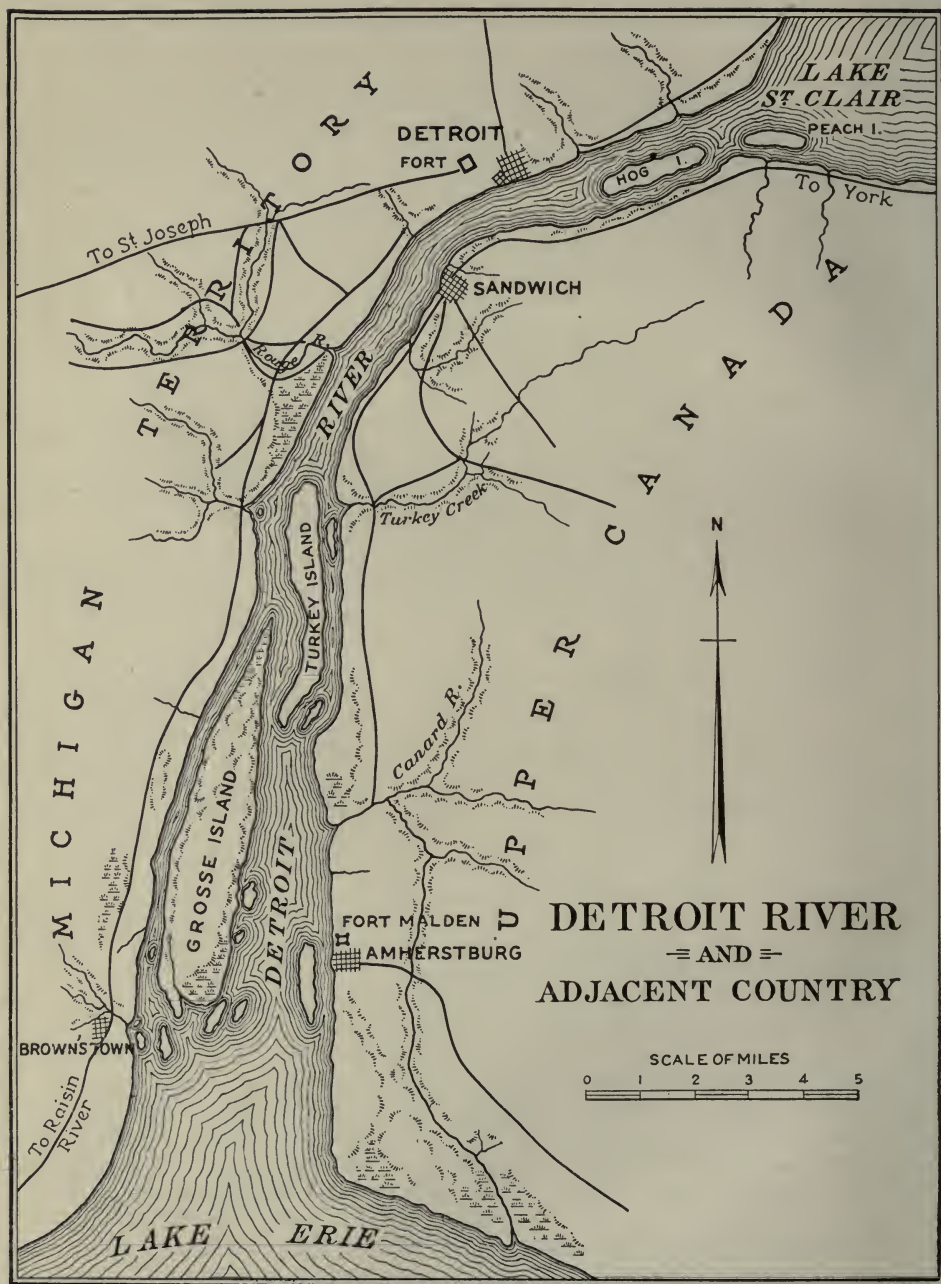 LAKE
ST. CLAIR
PEACH I.
DETROIT
FORT
HOG I.
To York
To St. Joseph
SANDWICH
Rouge R.
RIVER
MICHIGAN
TERRITORY
TURKEY ISLAND
Turkey Creek
UPPER
CANADA
N
Canard R.
GROSSE ISLAND
DETROIT
FORT MALDEN
AMHERSTBURG
BROWNSTOWN
To Raisin
River
LAKE ERIE
DETROIT RIVER
AND
ADJACENT COUNTRY
SCALE OF MILES
0 1 2 3 4 5